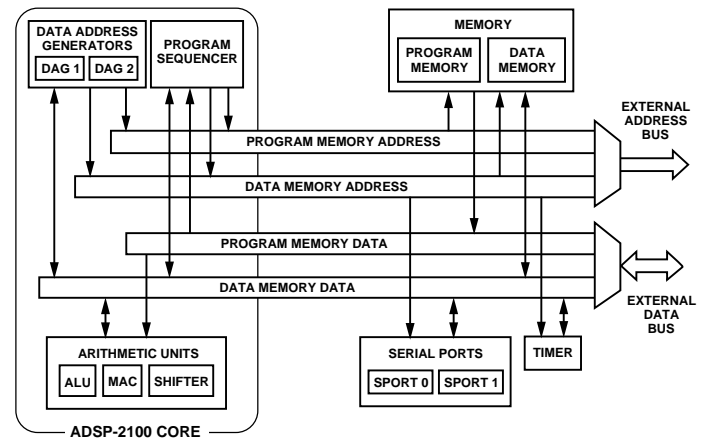 DATA ADDRESS
GENERATORS
DAG 1
DAG 2
PROGRAM
SEQUENCER
MEMORY
PROGRAM
MEMORY
DATA
MEMORY
EXTERNAL
ADDRESS
BUS
PROGRAM MEMORY ADDRESS
DATA MEMORY ADDRESS
PROGRAM MEMORY DATA
DATA MEMORY DATA
EXTERNAL
DATA
BUS
ARITHMETIC UNITS
ALU
MAC
SHIFTER
SERIAL PORTS
SPORT 0
SPORT 1
TIMER
ADSP-2100 CORE